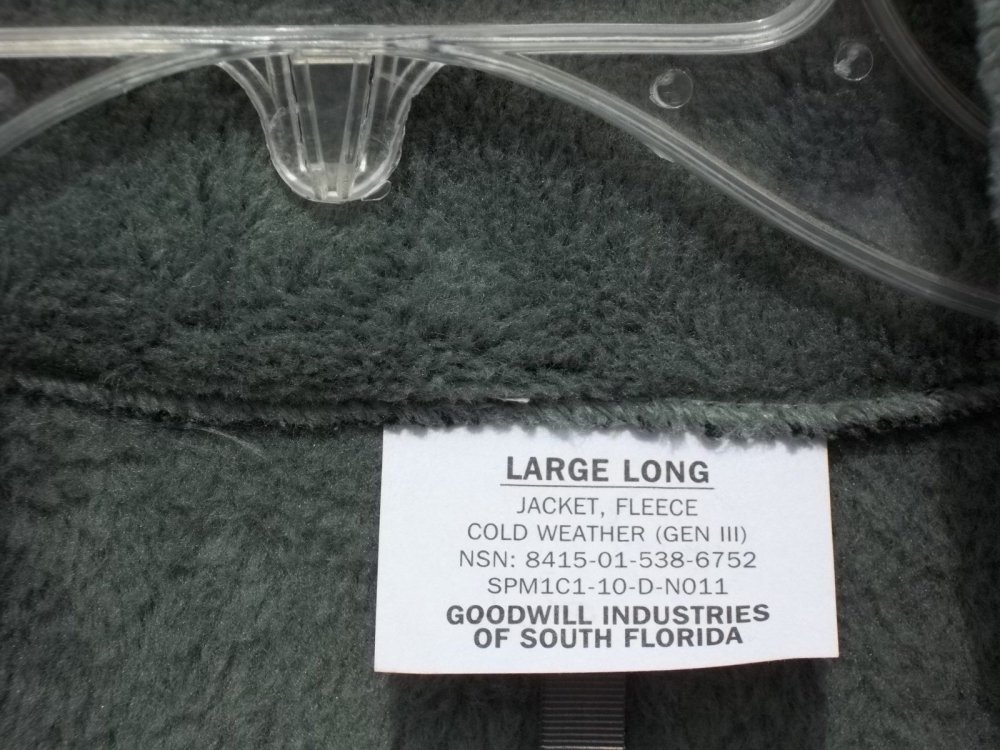 LARGE LONG
JACKET, FLEECE
COLD WEATHER (GEN III)
NSN: 8415-01-538-6752
SPM1C1-10-D-N011
GOODWILL INDUSTRIES
OF SOUTH FLORIDA